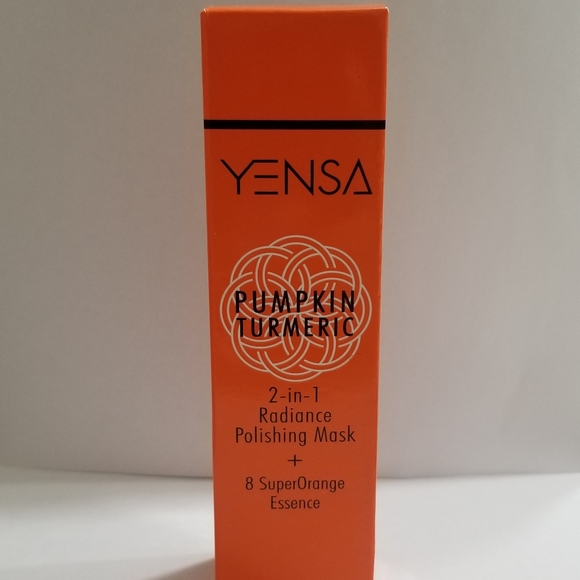 YENSA
PUMPKIN
TURMERIC
2-in-1
Radiance
Polishing Mask
+
8 SuperOrange
Essence